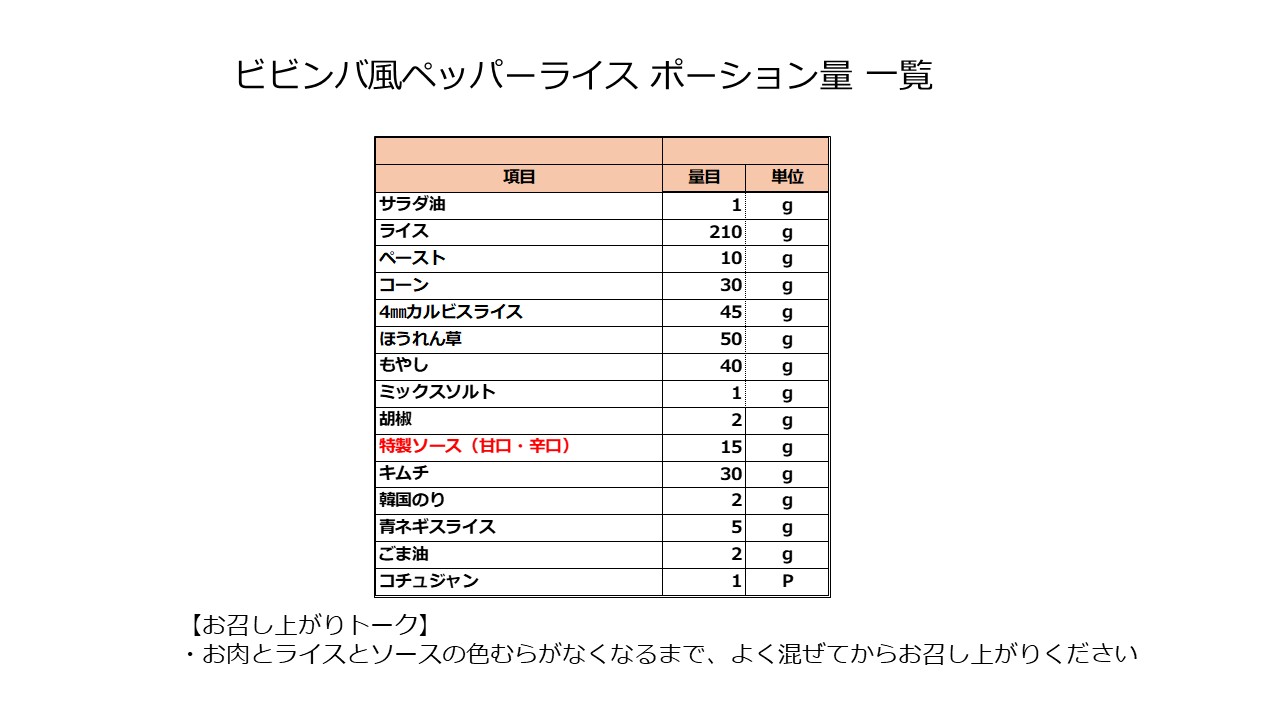 ビビンバ風ペッパーライス ポーション量 一覧
項目 量目 単位
サラダ油 1 g
ライス 210 g
ペースト 10 g
コーン 30 g
4㎜カルビスライス 45 g
ほうれん草 50 g
もやし 40 g
ミックスソルト 1 g
胡椒 2 g
特製ソース（甘口・辛口） 15 g
キムチ 30 g
韓国のり 2 g
青ネギスライス 5 g
ごま油 2 g
コチュジャン 1 P
【お召し上がりトーク】
・お肉とライスとソースの色むらがなくなるまで、よく混ぜてからお召し上がりください